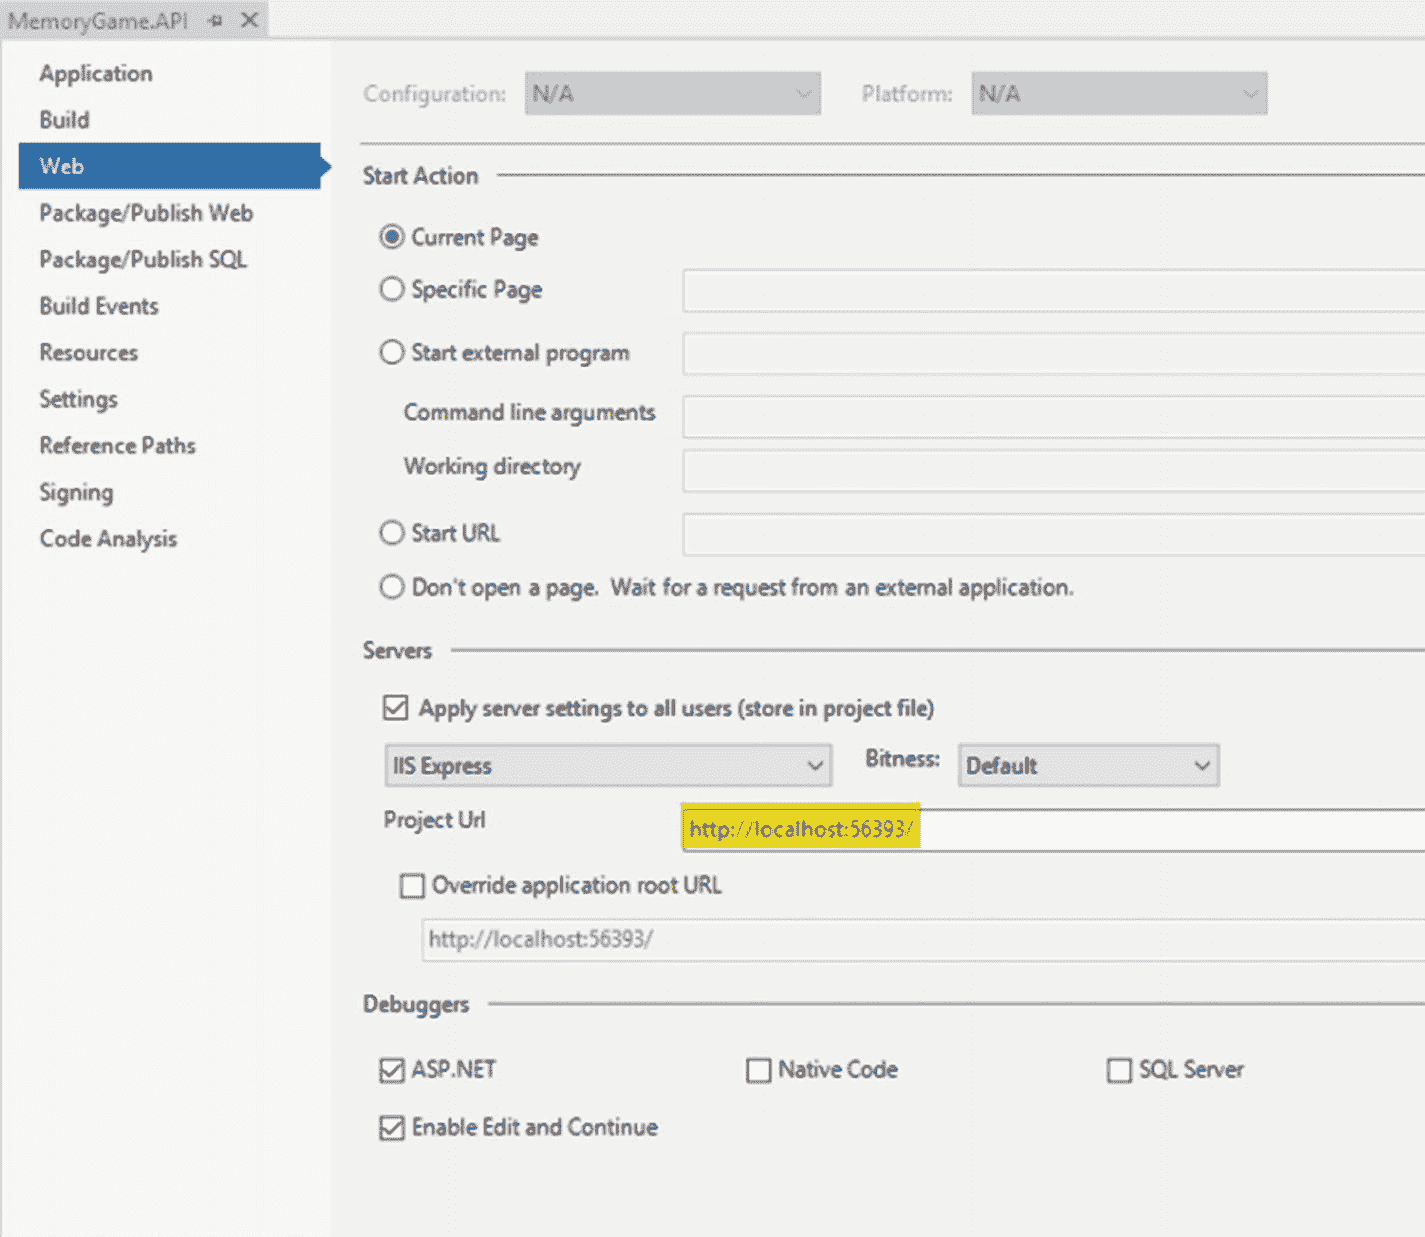 MemoryGame.API
Application
Build
Web
Package/Publish Web
Package/Publish SQL
Build Events
Resources
Settings
Reference Paths
Signing
Code Analysis
Configuration: N/A Platform: N/A
Start Action
Current Page
Specific Page
Start external program
Command line arguments
Working directory
Start URL
Don't open a page. Wait for a request from an external application.
Servers
Apply server settings to all users (store in project file)
IIS Express Bitness: Default
Project Url http://localhost:56393/
Override application root URL
http://localhost:56393/
Debuggers
ASP.NET Native Code SQL Server
Enable Edit and Continue